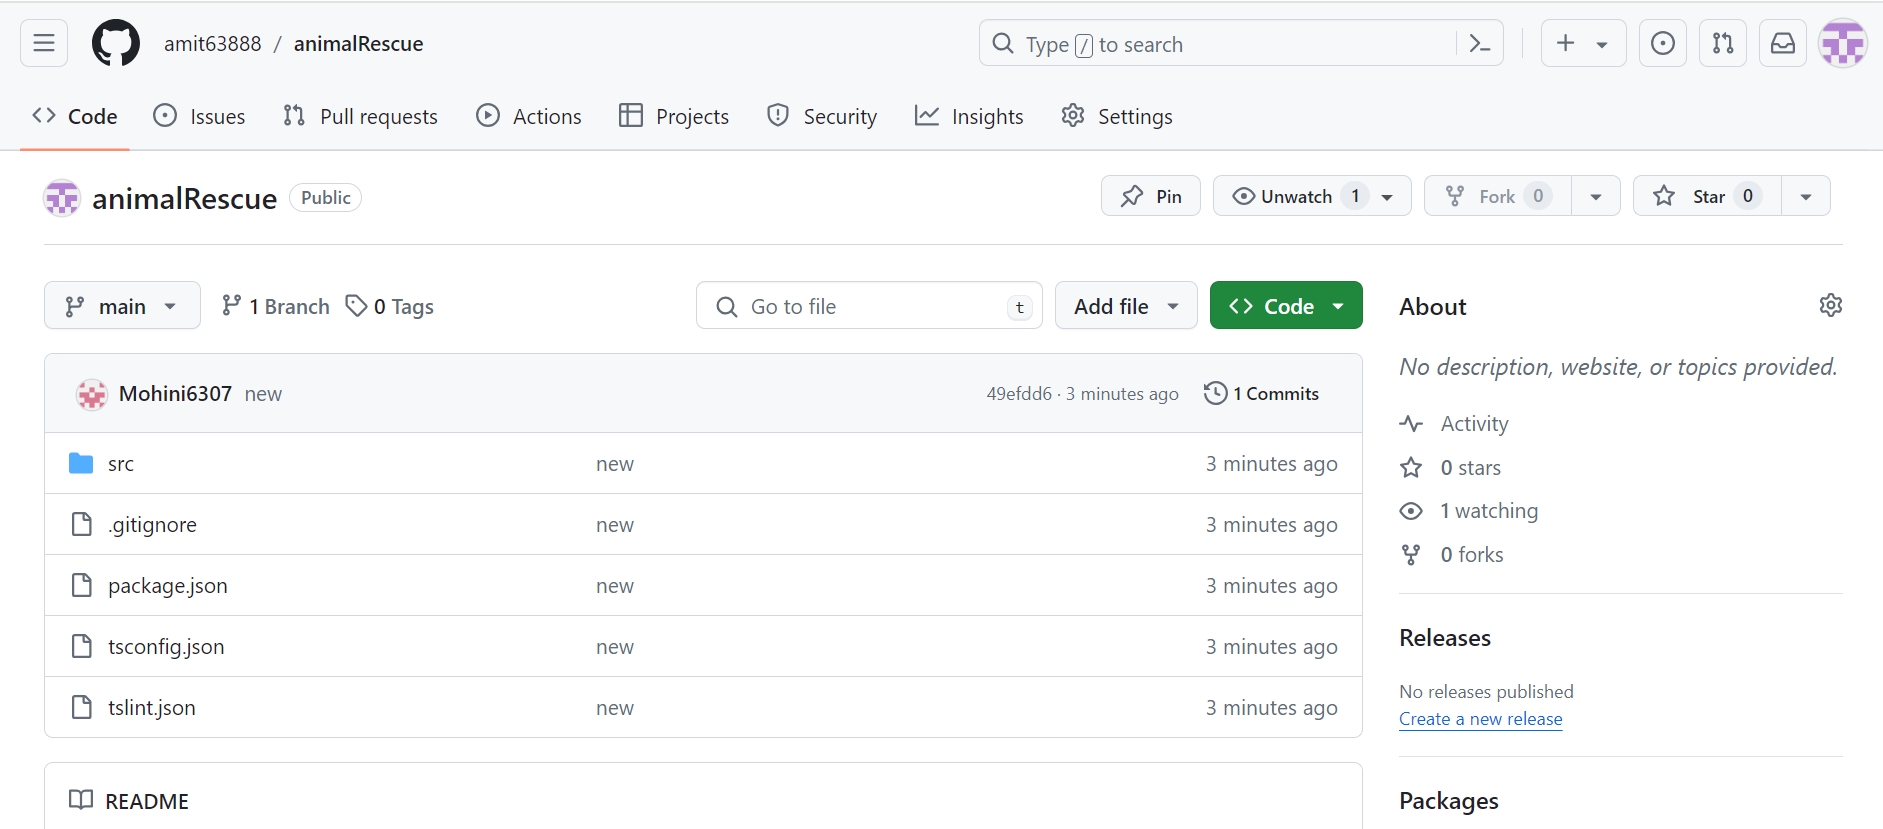 amit63888 / animalRescue
Type / to search
Code Issues Pull requests Actions Projects Security Insights Settings
animalRescue Public
Pin Unwatch 1 Fork 0 Star 0
main 1 Branch 0 Tags
Go to file t Add file Code
Mohini6307 new 49efdd6 · 3 minutes ago 1 Commits
src new 3 minutes ago
.gitignore new 3 minutes ago
package.json new 3 minutes ago
tsconfig.json new 3 minutes ago
tslint.json new 3 minutes ago
README
About
No description, website, or topics provided.
Activity
0 stars
1 watching
0 forks
Releases
No releases published
Create a new release
Packages